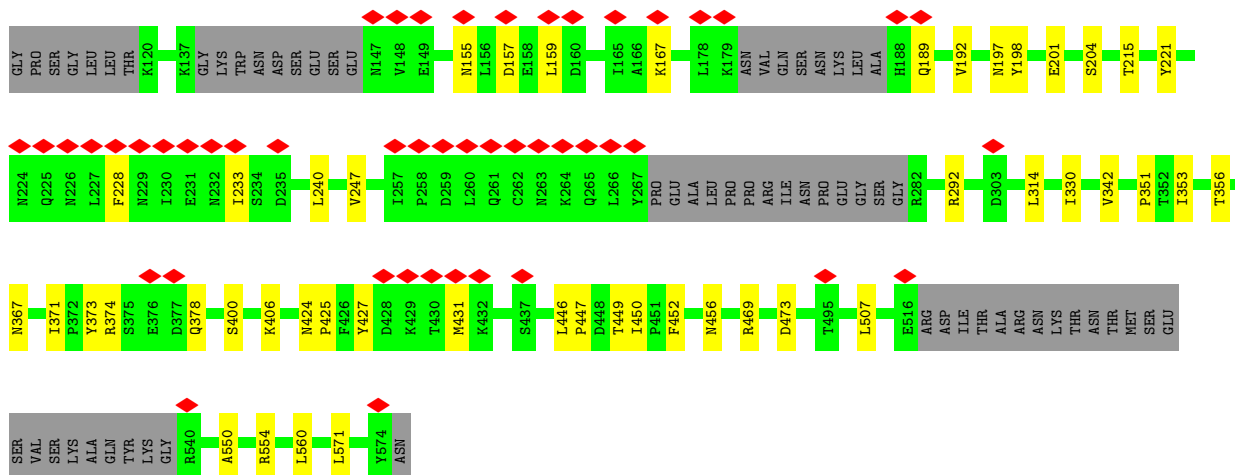 GLY PRO SER GLY LEU LEU THR K120 K137 GLY LYS TRP ASN ASP SER GLU SER GLU N147 V148 E149 N155 L156 D157 E158 L159 D160 I165 A166 K167 L178 K179 ASN VAL GLN SER ASN LYS LEU ALA H188 Q189 V192 N197 Y198 E201 S204 T215 Y221
N224 Q225 N226 L227 F228 N229 I230 E231 N232 I233 S234 D235 L240 V247 I257 P258 D259 L260 Q261 C262 N263 K264 Q265 L266 Y267 PRO GLU ALA LEU PRO PRO ARG ILE ASN PRO GLU GLY SER GLY R282 R292 D303 L314 I330 V342 P351 T352 I353 T356
N367 I371 P372 Y373 R374 S375 E376 D377 Q378 S400 K406 N424 P425 F426 Y427 D428 K429 T430 M431 K432 S437 L446 P447 D448 T449 I450 P451 F452 N456 R469 D473 T495 L507 E516 ARG ASP ILE THR ALA ARG ASN LYS THR ASN THR MET SER GLU
SER VAL SER LYS ALA GLN TYR LYS GLY R540 A550 R554 L560 L571 Y574 ASN